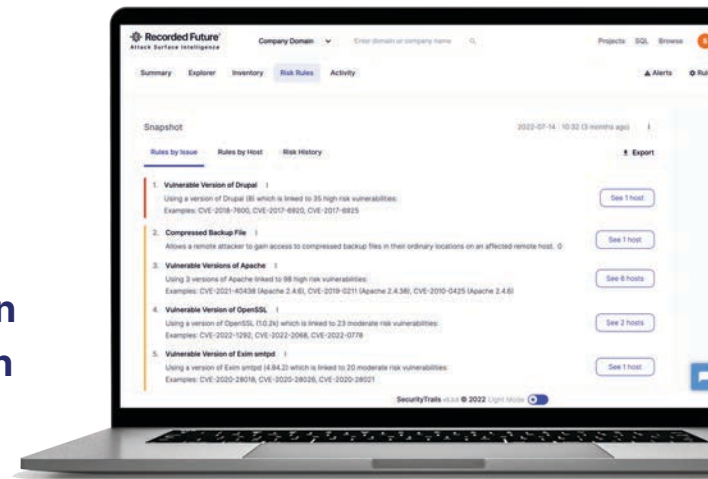 Recorded Future®
Attack Surface Intelligence
Company Domain
Enter domain or company name
Projects SQL Browse S
Summary Explorer Inventory Risk Rules Activity
Alerts Rul
Snapshot
2022-07-14 10:32 (3 months ago)
Rules by Issue Rules by Host Risk History
Export
1. Vulnerable Version of Drupal
Using a version of Drupal (8) which is linked to 35 high risk vulnerabilities:
Examples: CVE-2018-7600, CVE-2017-6920, CVE-2017-6925
See 1 host
2. Compressed Backup File
Allows a remote attacker to gain access to compressed backup files in their ordinary locations on an affected remote host. 0
See 1 host
3. Vulnerable Versions of Apache
Using 3 versions of Apache linked to 98 high risk vulnerabilities:
Examples: CVE-2021-40438 (Apache 2.4.6), CVE-2019-0211 (Apache 2.4.38), CVE-2010-0425 (Apache 2.4.6)
See 6 hosts
4. Vulnerable Version of OpenSSL
Using a version of OpenSSL (1.0.2k) which is linked to 23 moderate risk vulnerabilities:
Examples: CVE-2022-1292, CVE-2022-2068, CVE-2022-0778
See 2 hosts
5. Vulnerable Version of Exim smtpd
Using a version of Exim smtpd (4.94.2) which is linked to 20 moderate risk vulnerabilities:
Examples: CVE-2020-28018, CVE-2020-28026, CVE-2020-28021
See 1 host
n
n
SecurityTrails © 2022 Light Mode